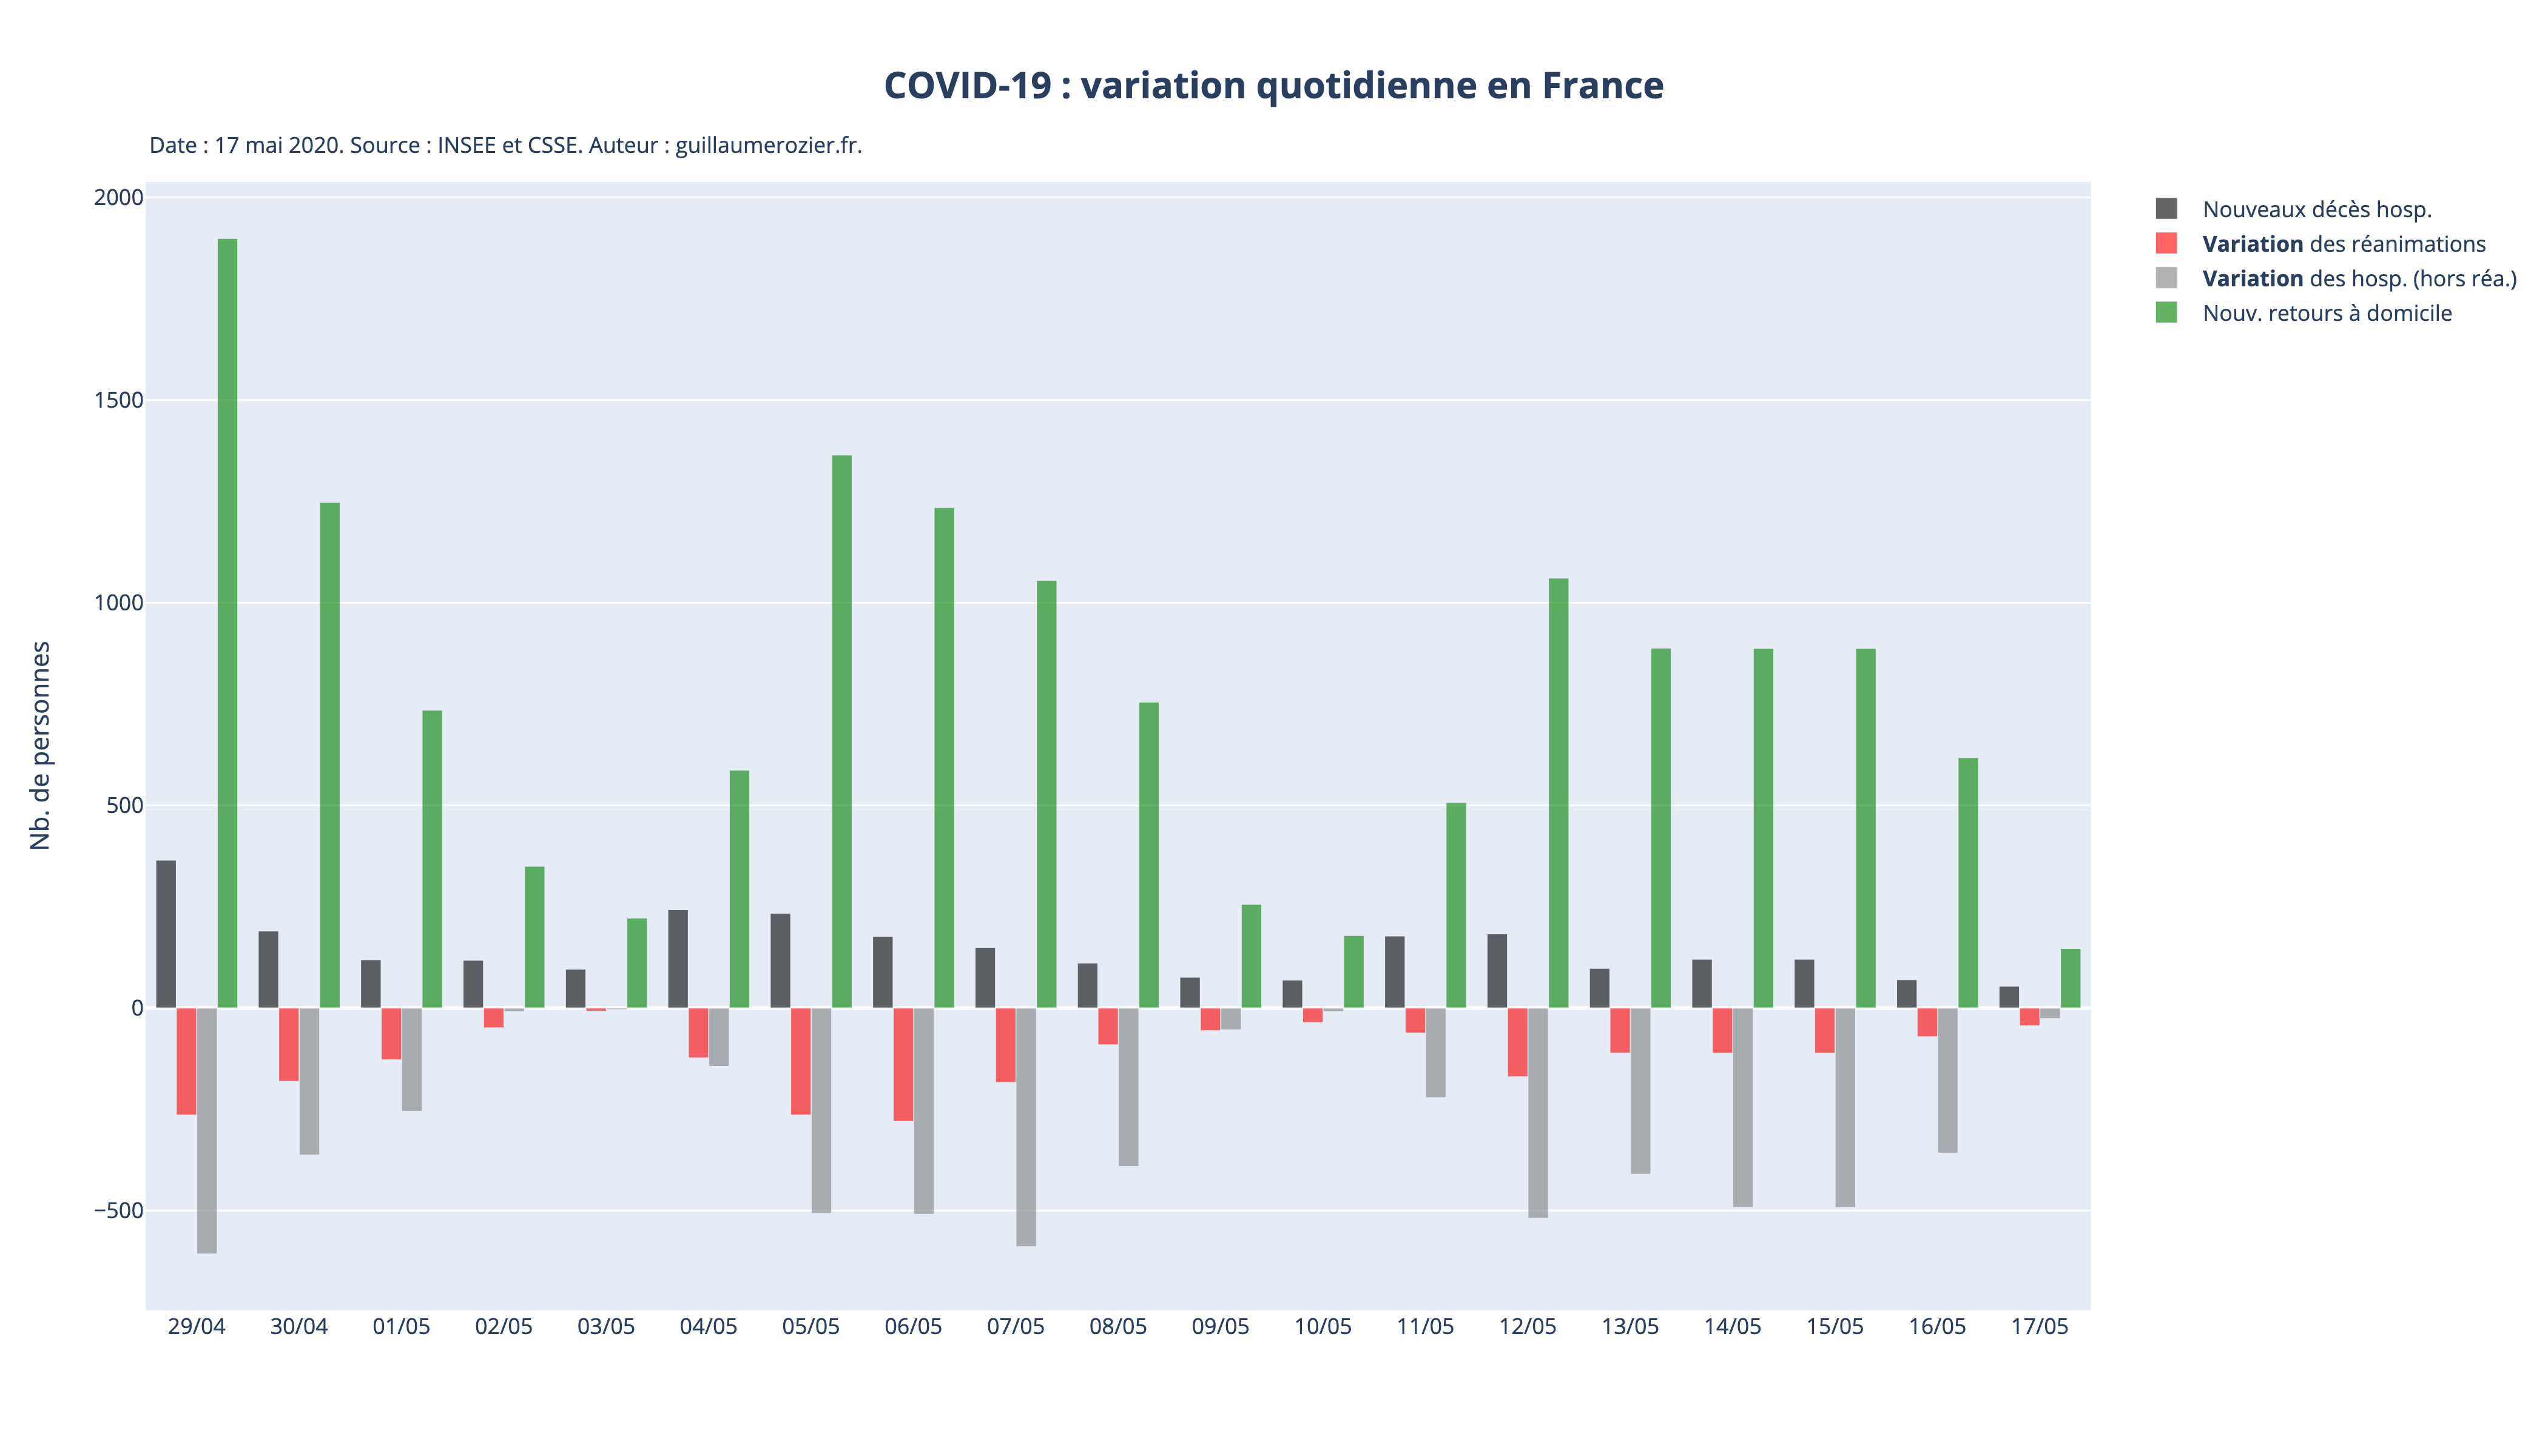 COVID-19 : variation quotidienne en France
Date : 17 mai 2020. Source : INSEE et CSSE. Auteur : guillaumerozier.fr.
Nouveaux décès hosp.
Variation des réanimations
Variation des hosp. (hors réa.)
Nouv. retours à domicile
Nb. de personnes
2000
1500
1000
500
0
−500
29/04 30/04 01/05 02/05 03/05 04/05 05/05 06/05 07/05 08/05 09/05 10/05 11/05 12/05 13/05 14/05 15/05 16/05 17/05